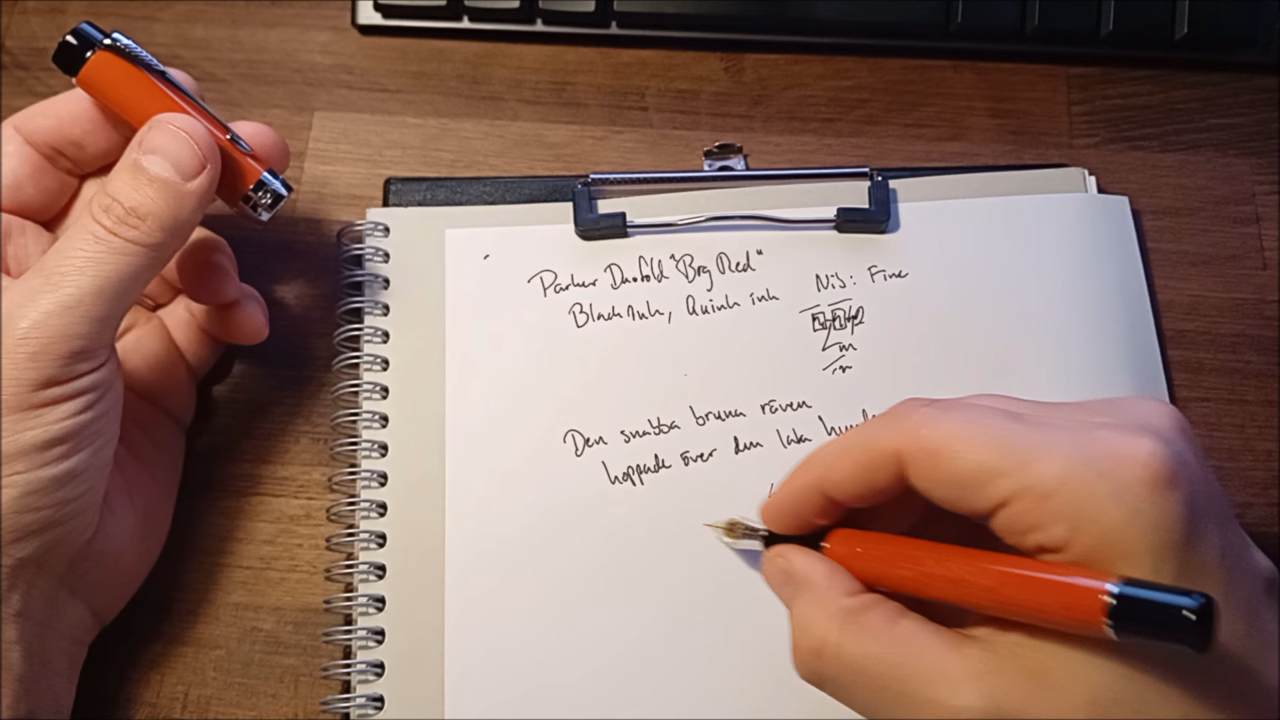 Parker Duofold "Big Red"
Nib: Fine
Black ink, Quink ink
Den snabba bruna räven
hoppade över den lata